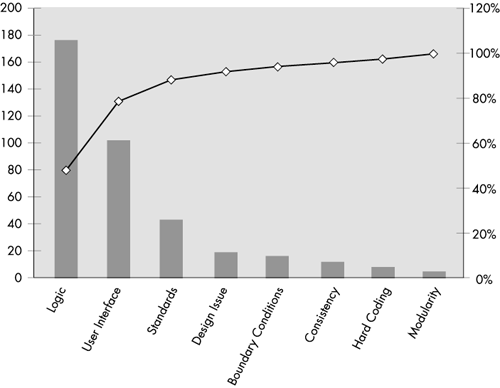 200
180
160
140
120
100
80
60
40
20
0
120%
100%
80%
60%
40%
20%
0%
Logic
User Interface
Standards
Design Issue
Boundary Conditions
Consistency
Hard Coding
Modularity